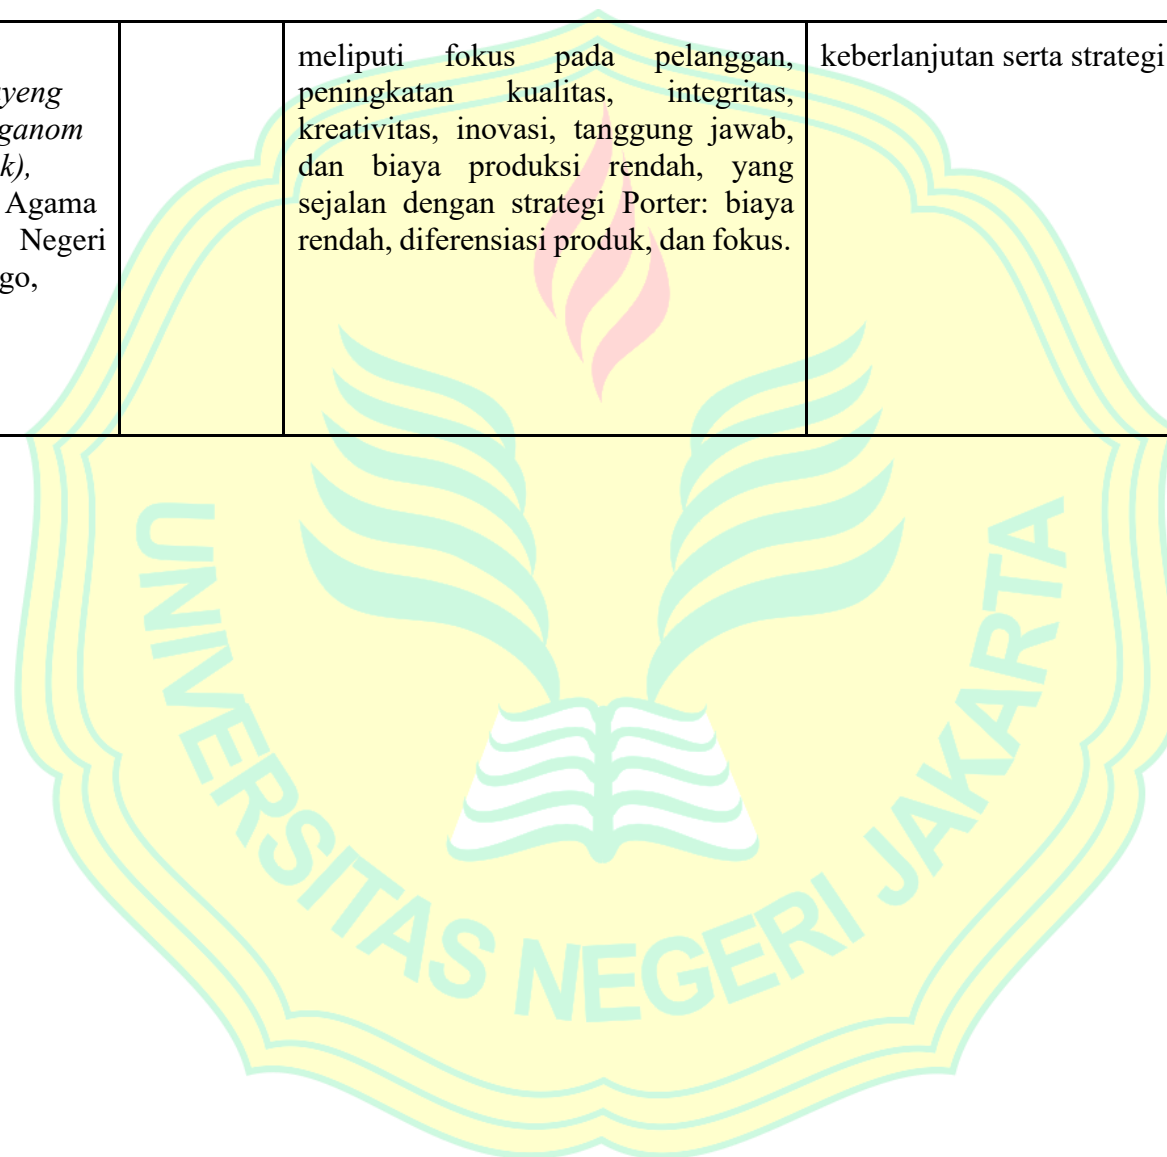 yeng
ganom
k),
Agama
Negeri
go,
meliputi fokus pada pelanggan,
peningkatan kualitas, integritas,
kreativitas, inovasi, tanggung jawab,
dan biaya produksi rendah, yang
sejalan dengan strategi Porter: biaya
rendah, diferensiasi produk, dan fokus.
keberlanjutan serta strategi
UNIVERSITAS NEGERI JAKARTA